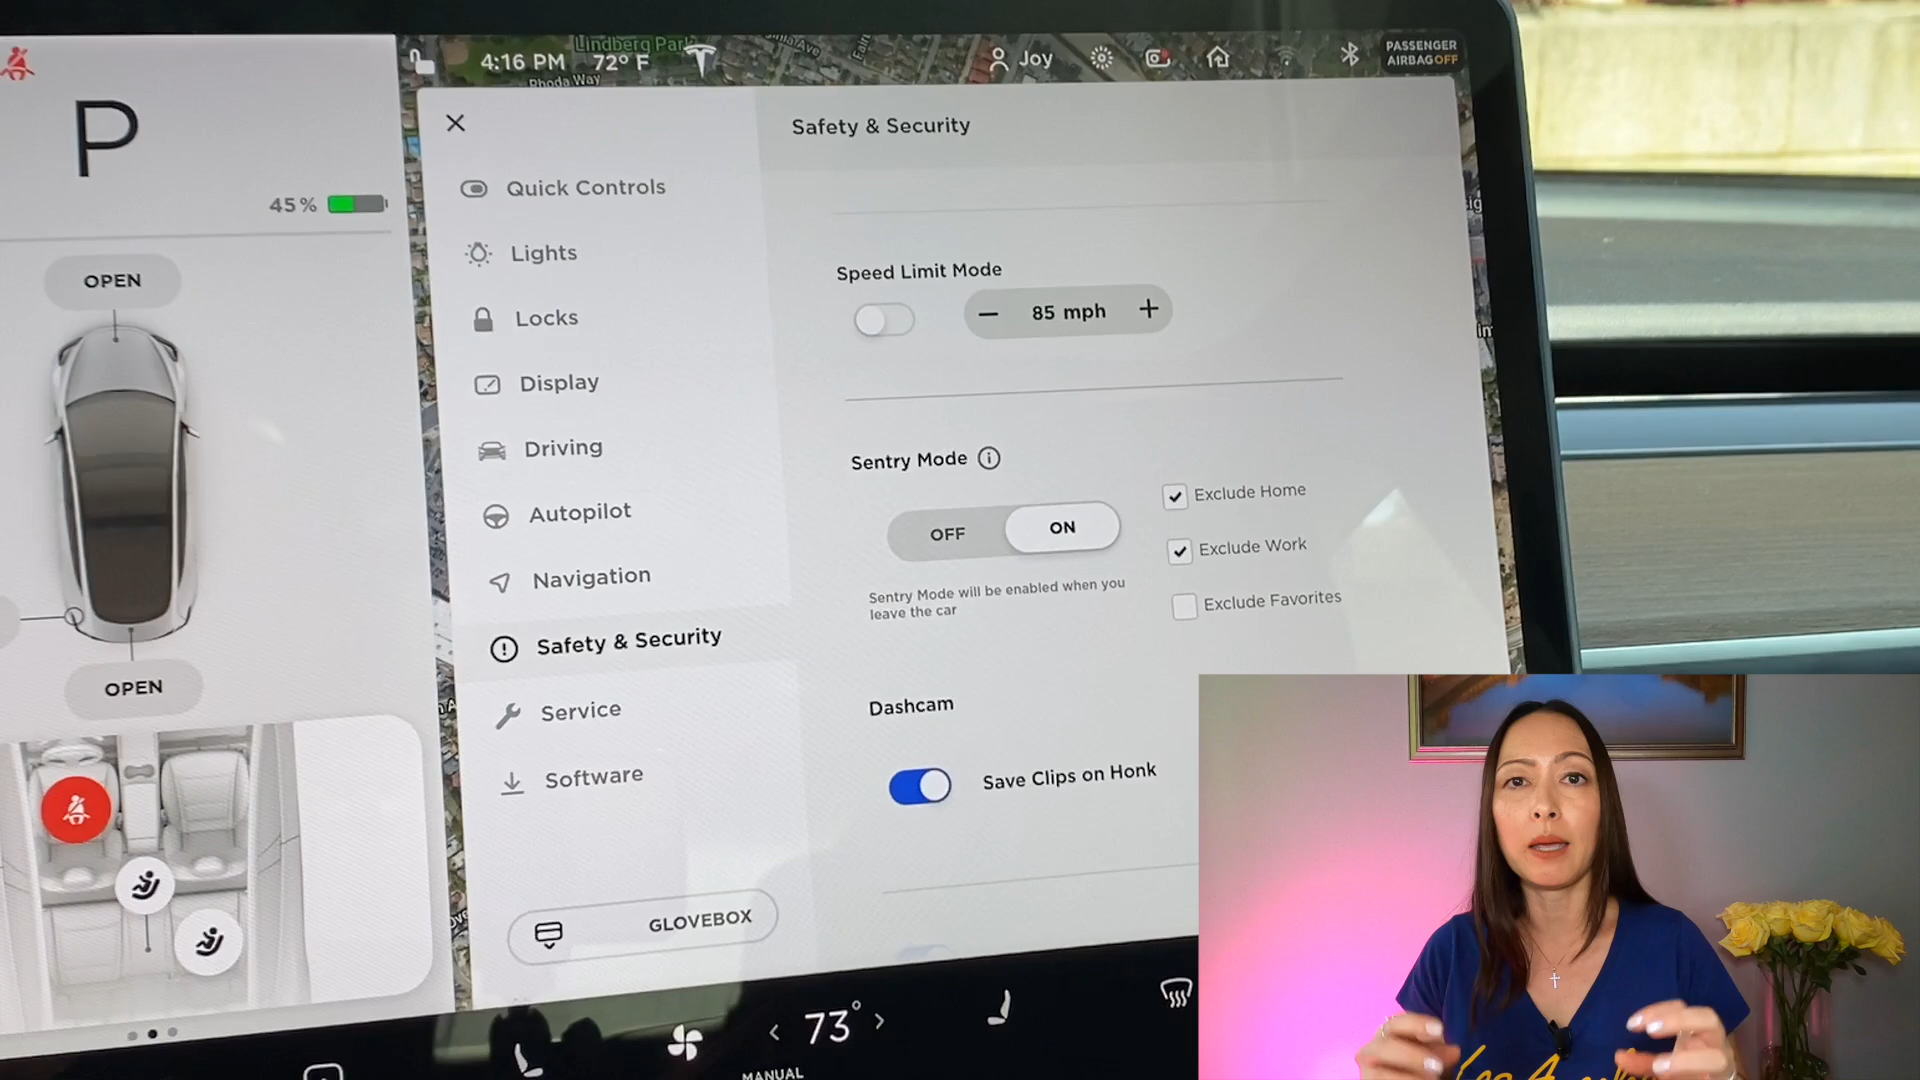 P
45%
OPEN
OPEN
Lindberg Park
4:16 PM 72° F
Rhoda Way
Joy
PASSENGER
AIRBAG OFF
Safety & Security
Quick Controls
Lights
Locks
Display
Driving
Autopilot
Navigation
Safety & Security
Service
Software
GLOVEBOX
Speed Limit Mode
85 mph
Sentry Mode
OFF ON
Sentry Mode will be enabled when you
leave the car
Exclude Home
Exclude Work
Exclude Favorites
Dashcam
Save Clips on Honk
73°
MANUAL